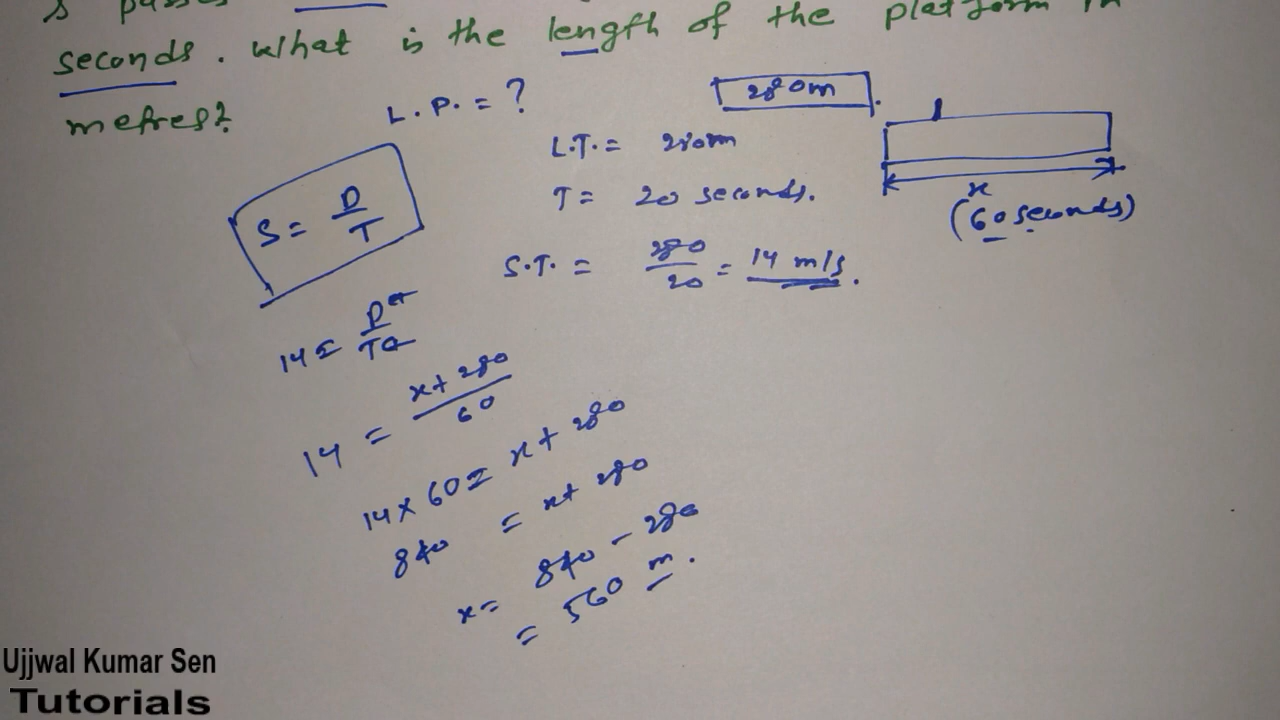 s passes
seconds. What is the length of the platform in
metres?
L.P. = ?
280m
L.T. = 280m
T = 20 seconds.
x
(60 seconds)
S = D/T
S.T. = 280/20 = 14 m/s.
14 =
14 = x + 280/60
14 x 60 = x + 280
840 = x + 280
x = 840 - 280
= 560 m.
Ujjwal Kumar Sen
Tutorials